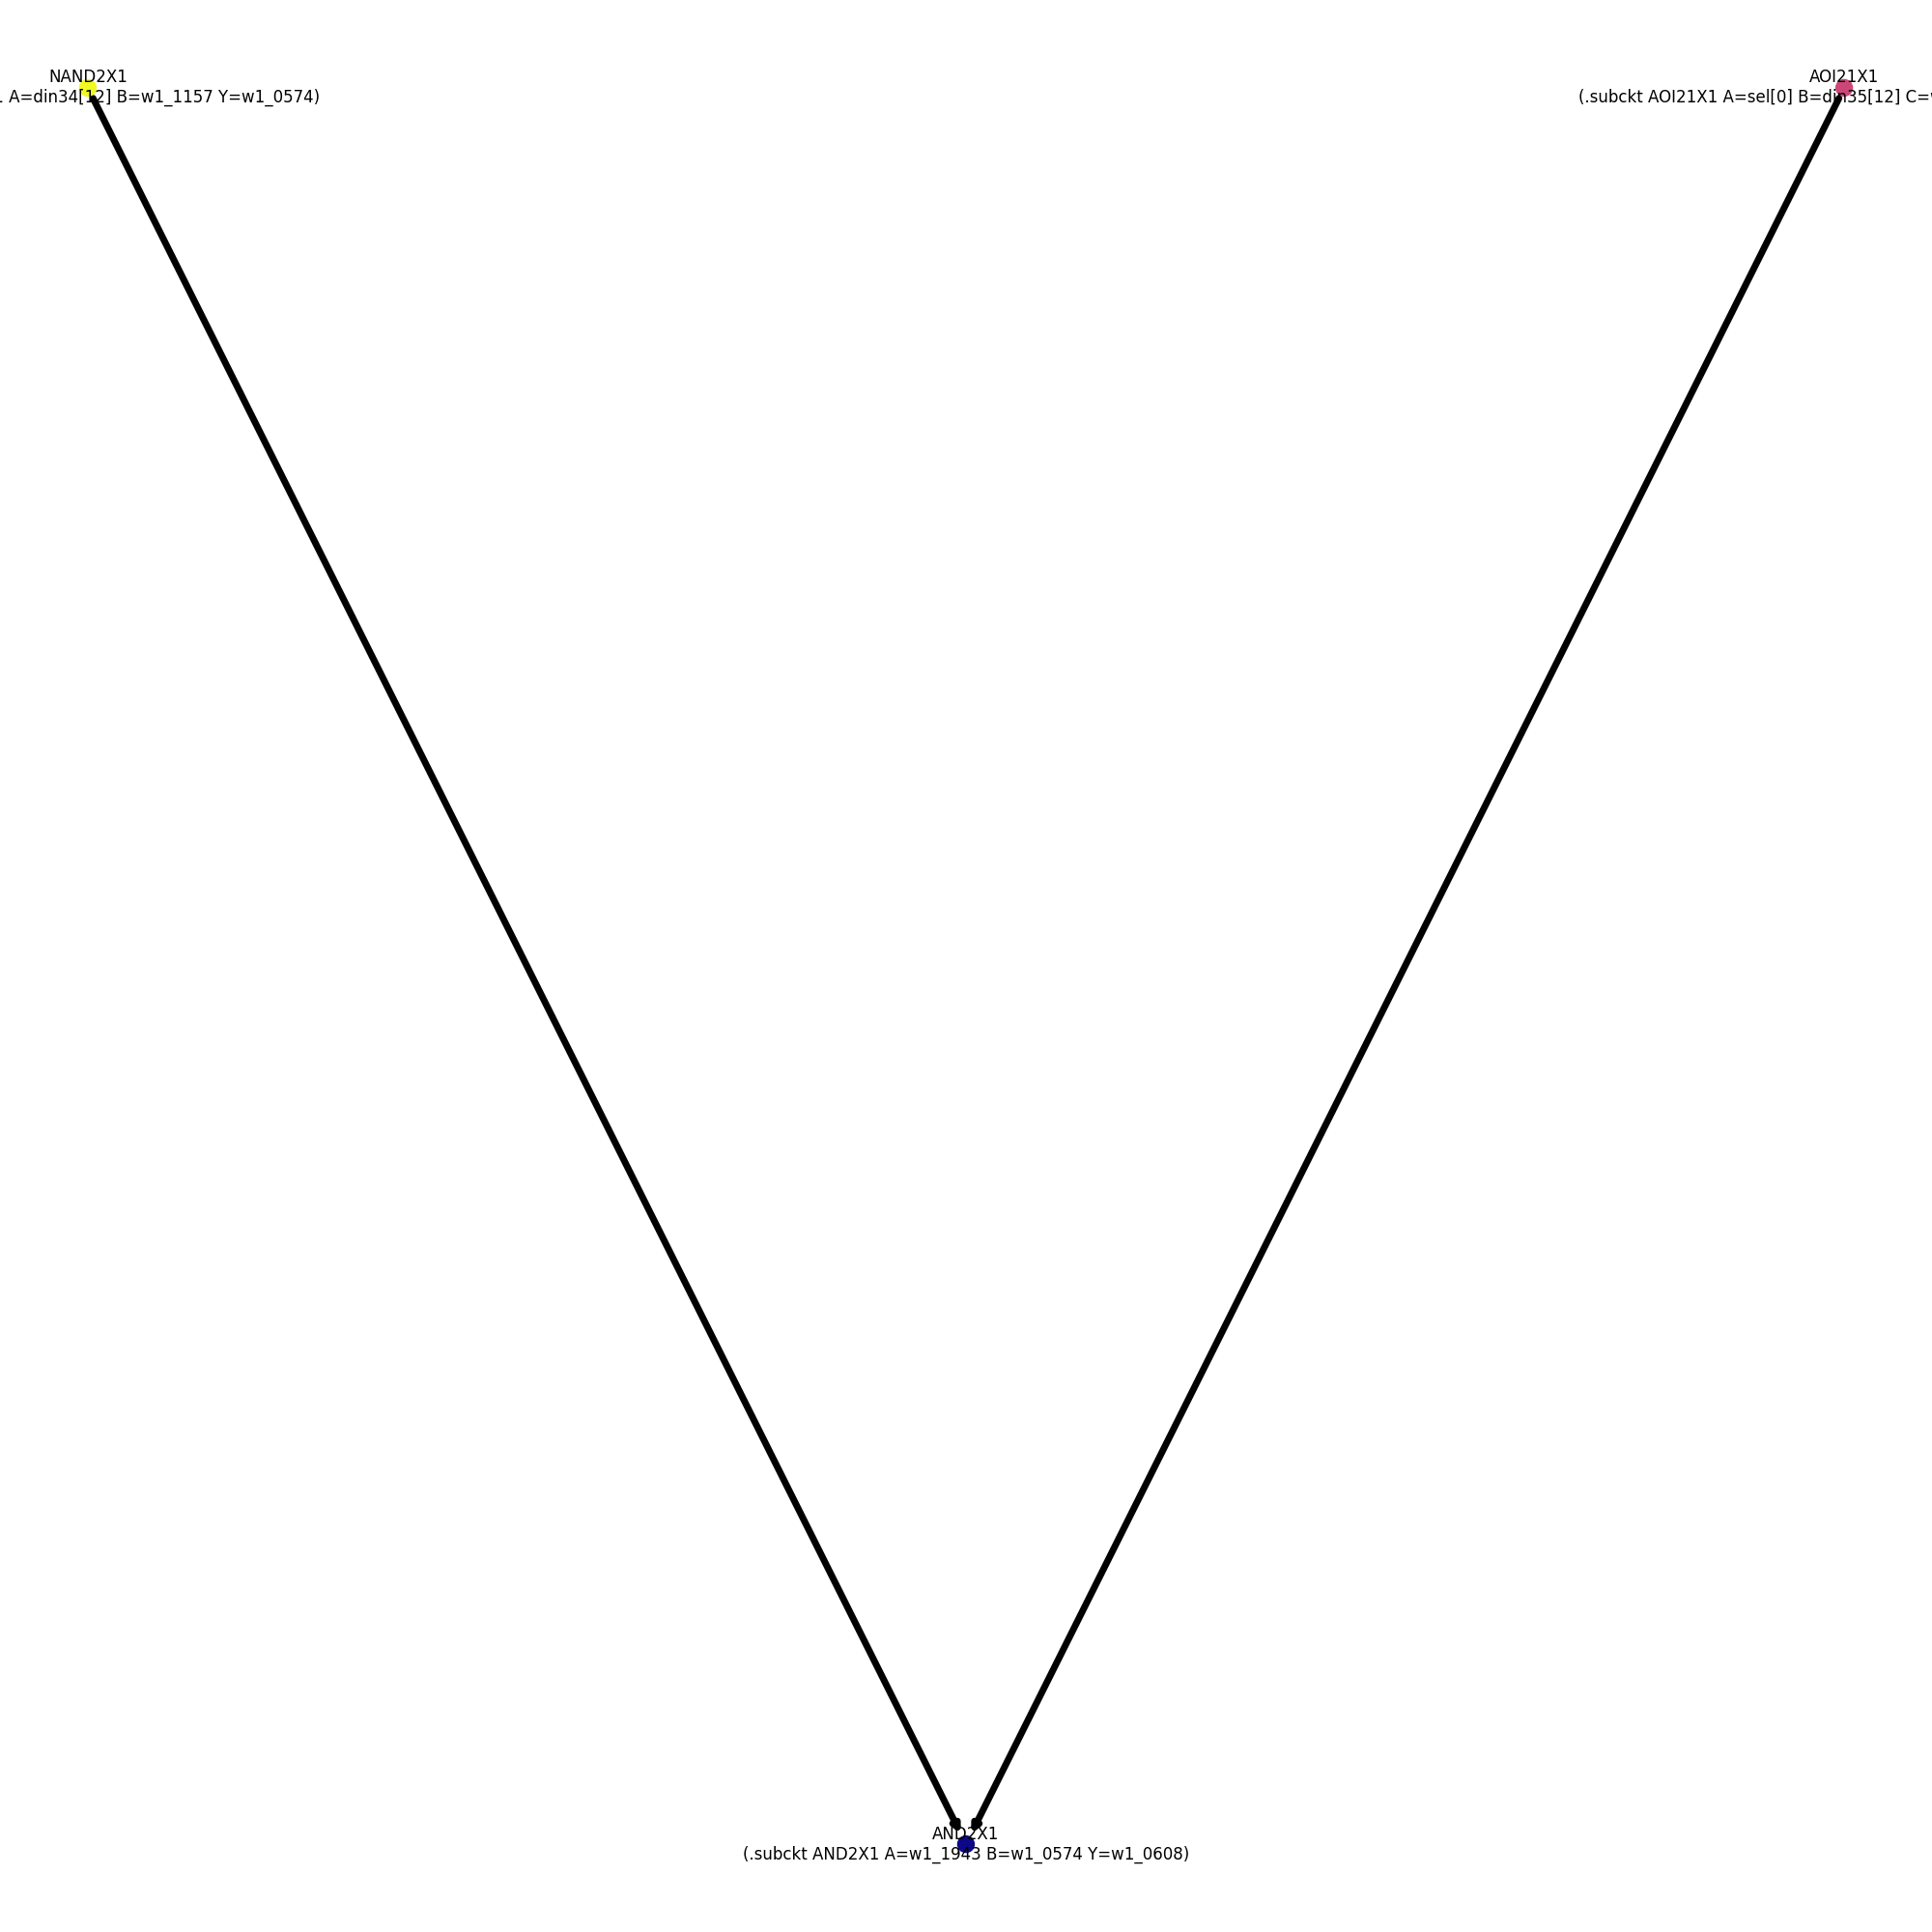 NAND2X1
A=din34[12] B=w1_1157 Y=w1_0574)
AOI21X1
(.subckt AOI21X1 A=sel[0] B=din35[12] C=
AND2X1
(.subckt AND2X1 A=w1_1943 B=w1_0574 Y=w1_0608)